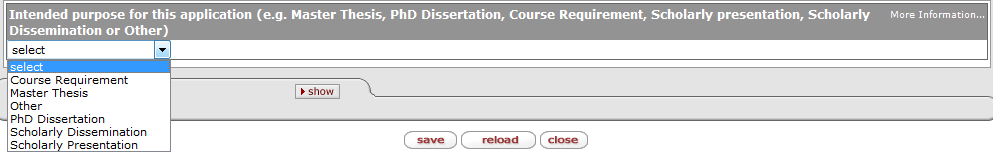 Intended purpose for this application (e.g. Master Thesis, PhD Dissertation, Course Requirement, Scholarly presentation, Scholarly
More Information...
Dissemination or Other)
select
select
Course Requirement
Master Thesis
show
Other
PhD Dissertation
Scholarly Dissemination
Scholarly Presentation
save reload close